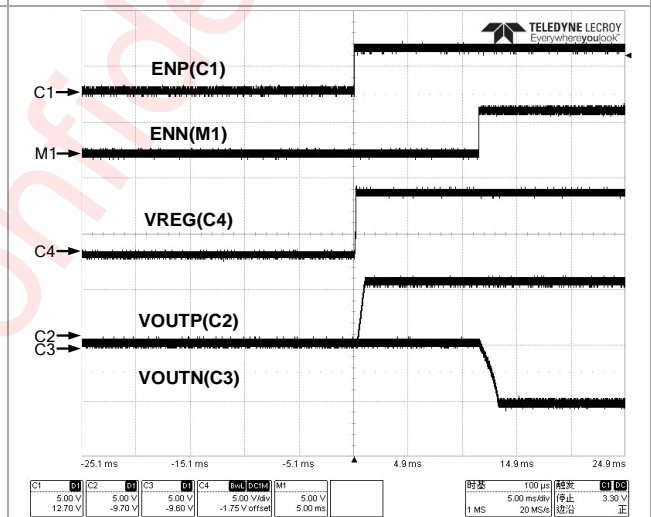 TELEDYNE LECROY
Everywhereyoulook
ENP(C1)
C1
ENN(M1)
M1
VREG(C4)
C4
VOUTP(C2)
C2
C3
VOUTN(C3)
-25.1 ms -15.1 ms -5.1 ms 4.9 ms 14.9 ms 24.9 ms
C1 D1 C2 D1 C3 D1 C4 BwL DC1M M1 时基 100 µs 触发 C1 DC
5.00 V 5.00 V 5.00 V 5.00 V/div 5.00 V 5.00 ms/div 停止 3.30 V
12.70 V -9.70 V -9.60 V -1.75 V offset 5.00 ms 1 MS 20 MS/s 边沿 正